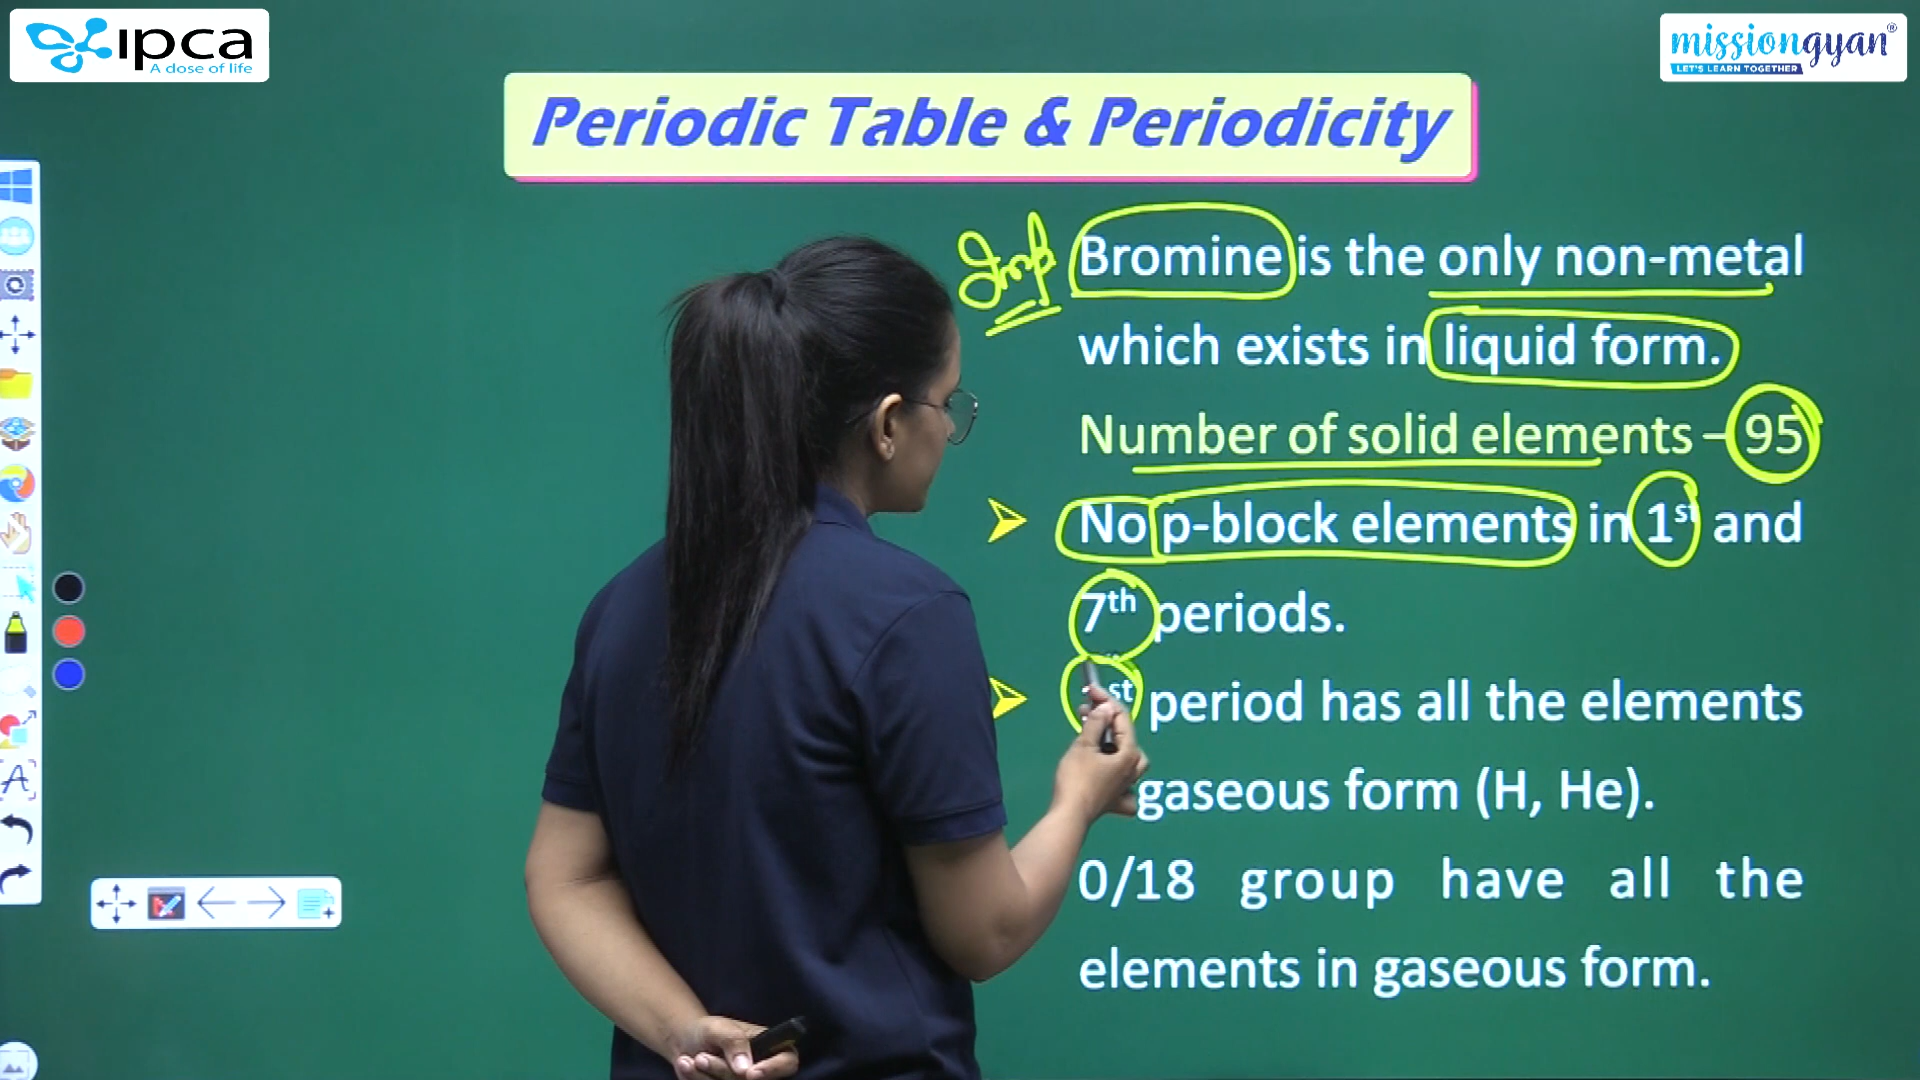 ipca
A dose of life
missiongyan®
LET'S LEARN TOGETHER
Periodic Table & Periodicity
Imp
Bromine is the only non-metal
which exists in liquid form.
Number of solid elements – 95
No p-block elements in 1st and
7th periods.
st period has all the elements
gaseous form (H, He).
0/18 group have all the
elements in gaseous form.
A